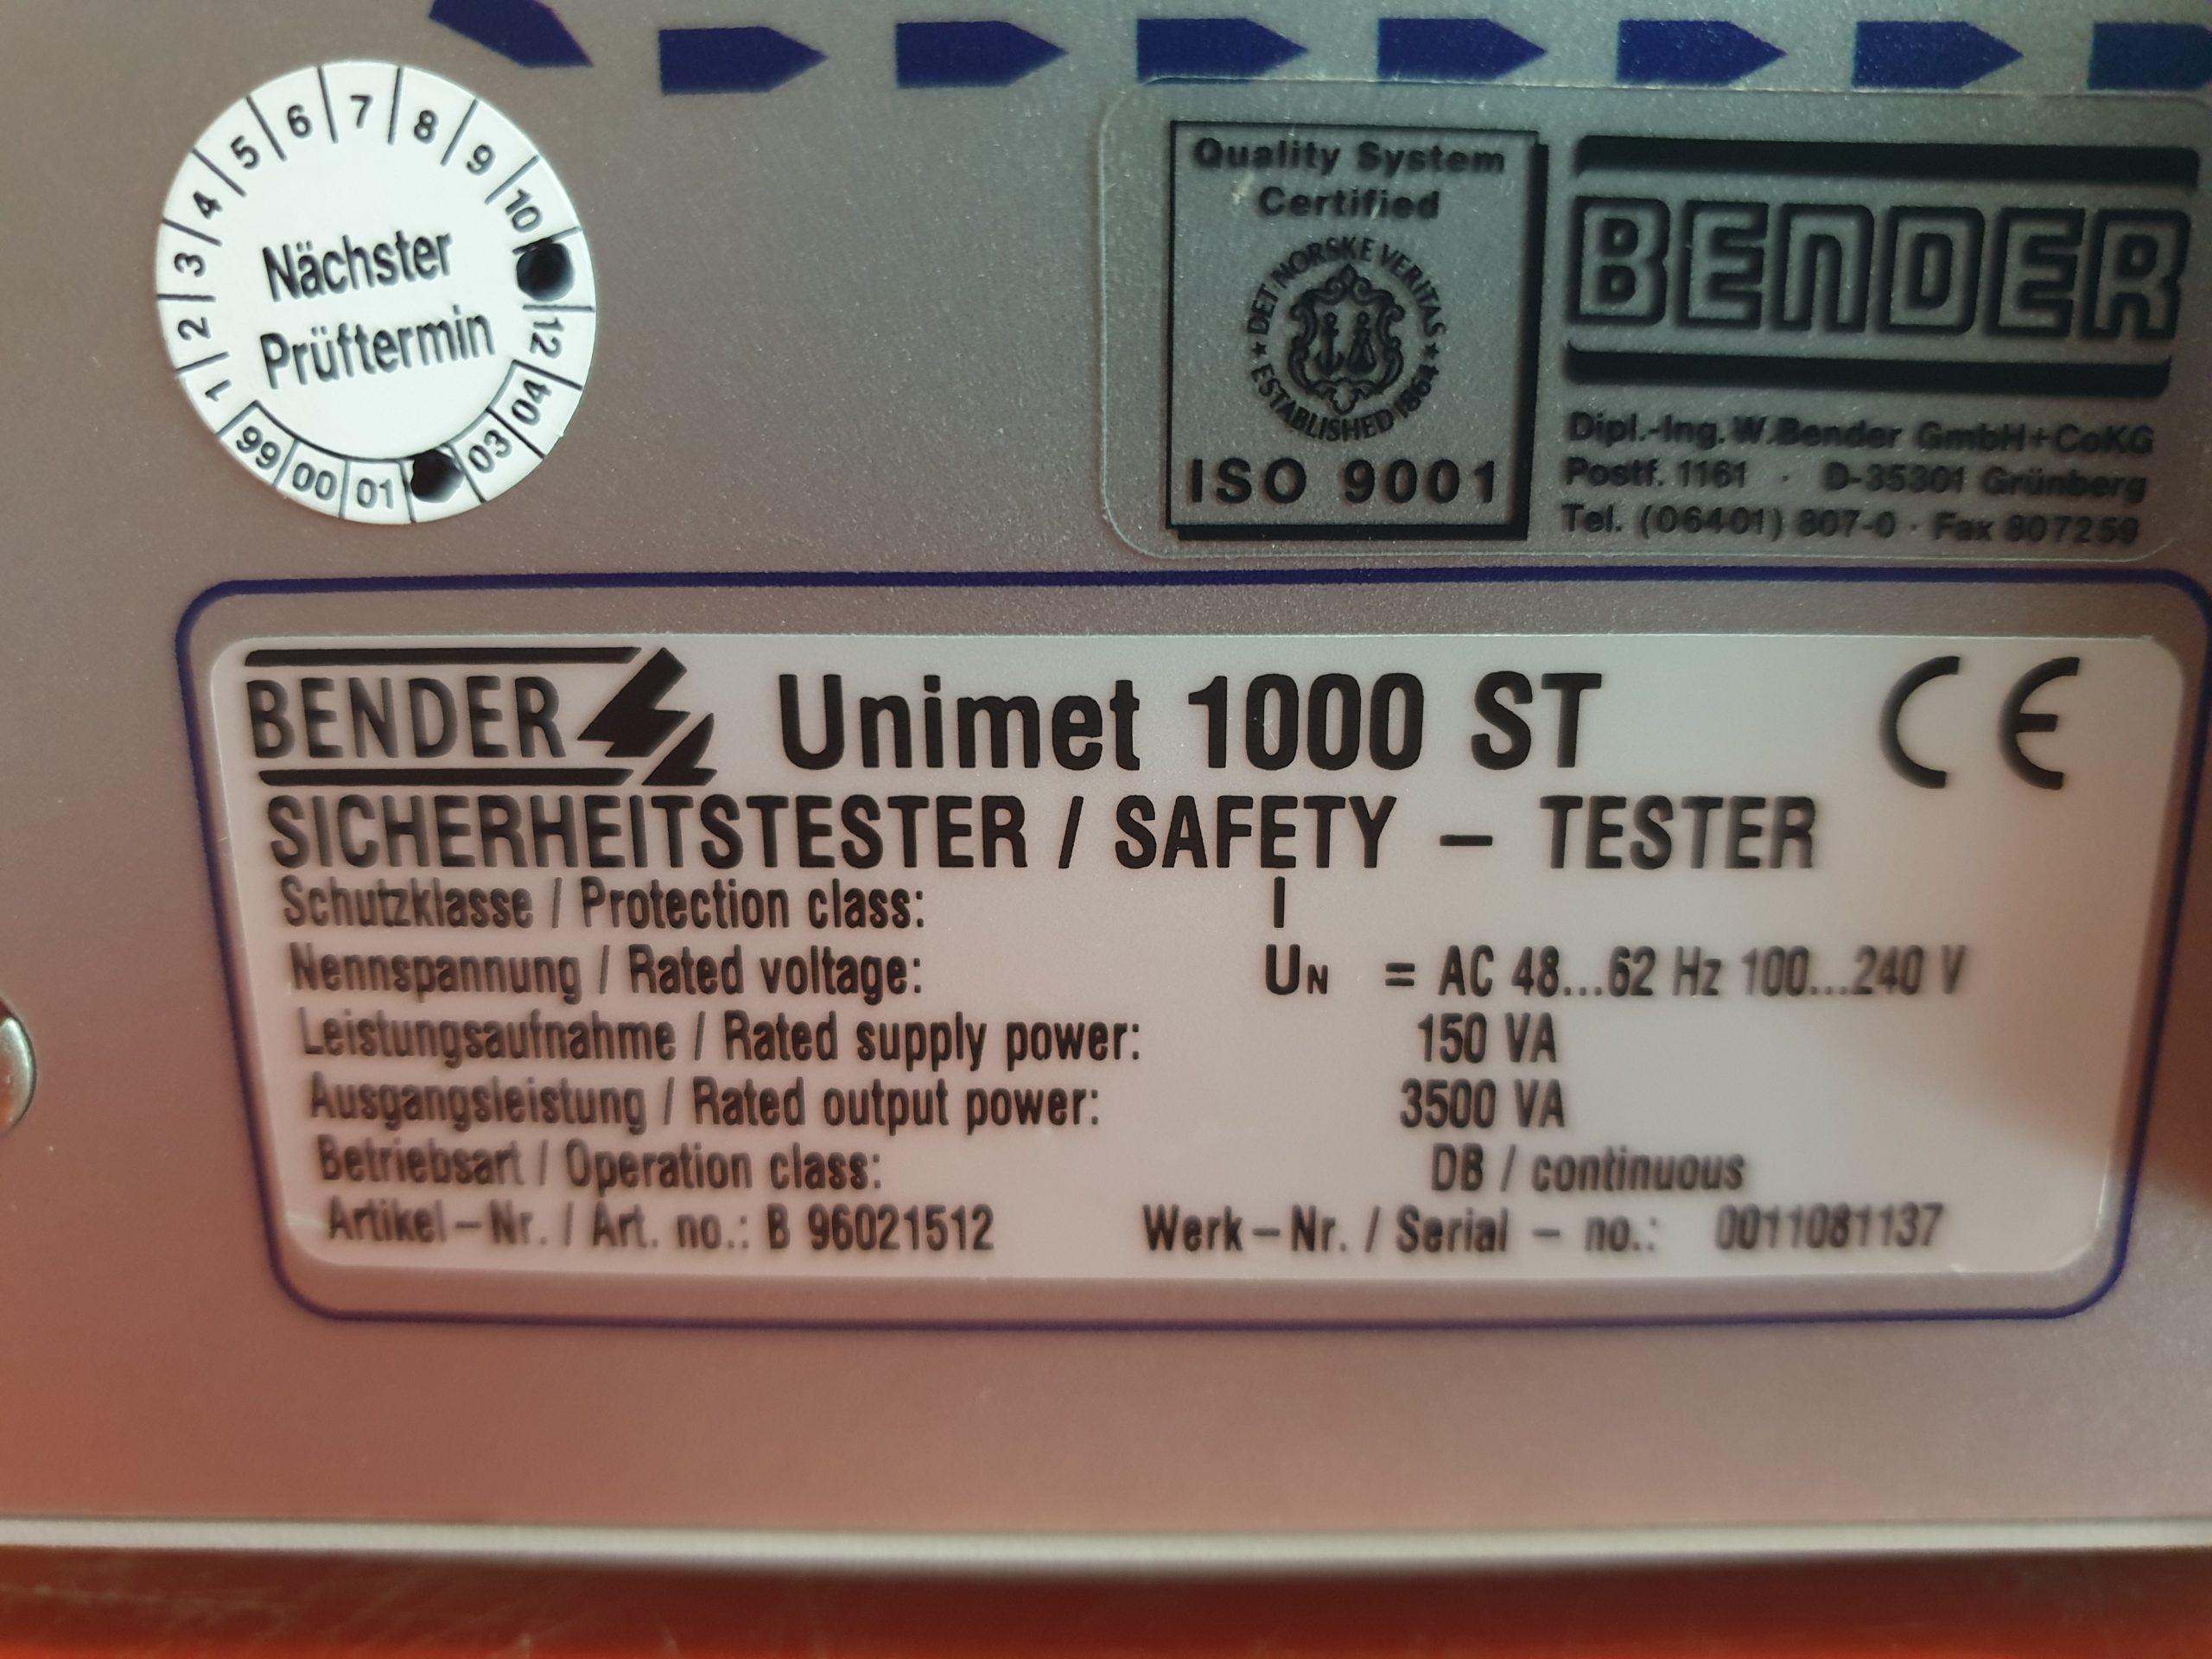 1 2 3 4 5 6 7 8 9 10 12
Nächster
Prüftermin
99 00 01 03 04
Quality System
Certified
DET NORSKE VERITAS
ESTABLISHED 1864
ISO 9001
BENDER
Dipl.-Ing. W.Bender GmbH+CoKG
Postf. 1161 · D-35301 Grünberg
Tel. (06401) 807-0 · Fax 807259
BENDER Unimet 1000 ST CE
SICHERHEITSTESTER / SAFETY – TESTER
Schutzklasse / Protection class: I
Nennspannung / Rated voltage: UN = AC 48...62 Hz 100...240 V
Leistungsaufnahme / Rated supply power: 150 VA
Ausgangsleistung / Rated output power: 3500 VA
Betriebsart / Operation class: DB / continuous
Artikel–Nr. / Art. no.: B 96021512 Werk–Nr. / Serial – no.: 0011081137